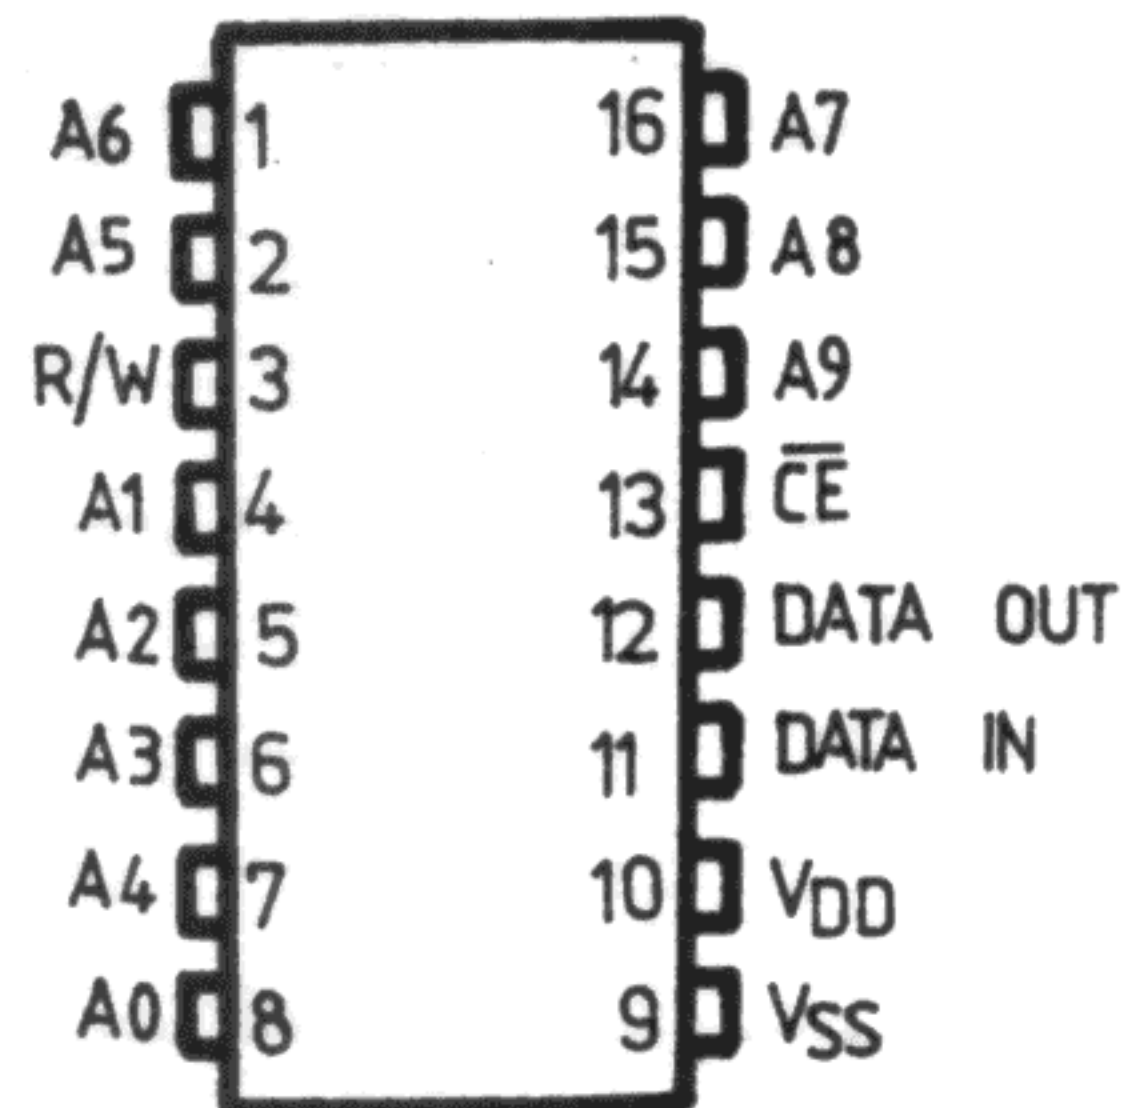 A6 1 16 A7
A5 2 15 A8
R/W 3 14 A9
A1 4 13 C̅E̅
A2 5 12 DATA OUT
A3 6 11 DATA IN
A4 7 10 VDD
A0 8 9 VSS